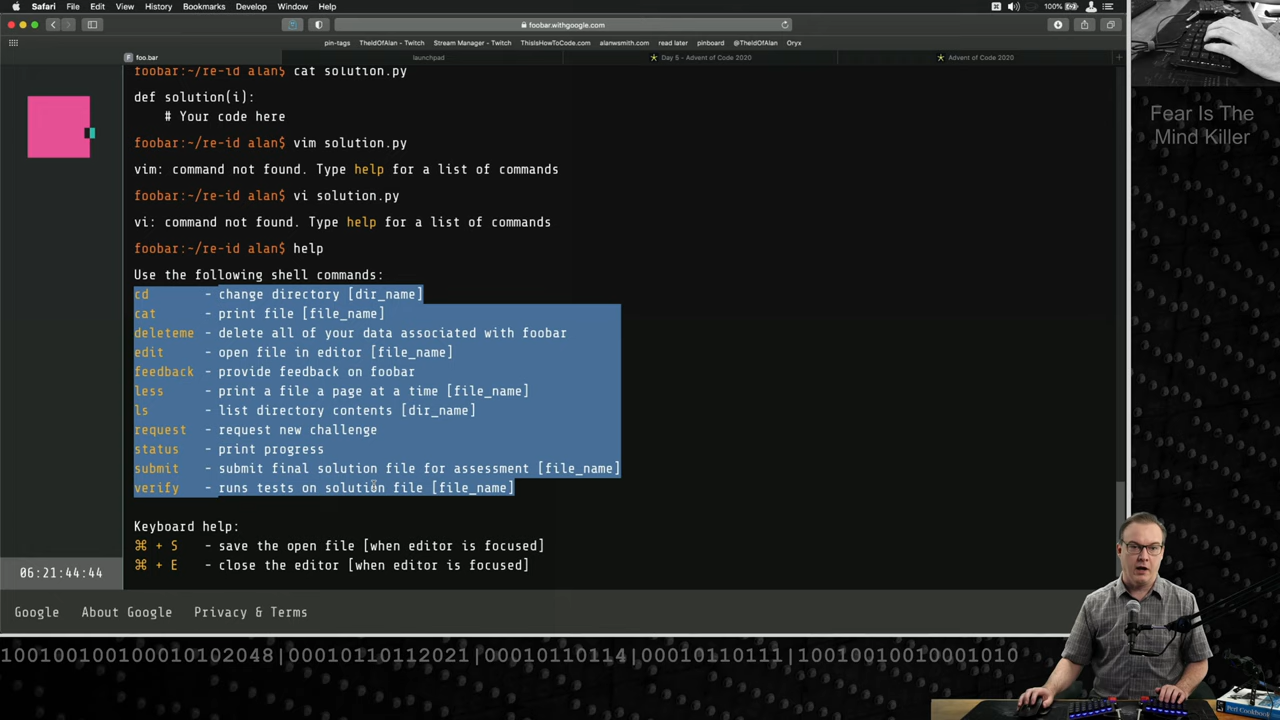 Safari File Edit View History Bookmarks Develop Window Help
100%
foobar.withgoogle.com
pin-tags TheIdOfAlan - Twitch Stream Manager - Twitch ThisIsHowToCode.com alanwsmith.com read later pinboard @TheIdOfAlan Oryx
foo.bar launchpad Day 5 - Advent of Code 2020 Advent of Code 2020
foobar:~/re-id alan$ cat solution.py
def solution(i):
# Your code here
foobar:~/re-id alan$ vim solution.py
vim: command not found. Type help for a list of commands
foobar:~/re-id alan$ vi solution.py
vi: command not found. Type help for a list of commands
foobar:~/re-id alan$ help
Use the following shell commands:
cd - change directory [dir_name]
cat - print file [file_name]
deleteme - delete all of your data associated with foobar
edit - open file in editor [file_name]
feedback - provide feedback on foobar
less - print a file a page at a time [file_name]
ls - list directory contents [dir_name]
request - request new challenge
status - print progress
submit - submit final solution file for assessment [file_name]
verify - runs tests on solution file [file_name]
Keyboard help:
⌘ + S - save the open file [when editor is focused]
⌘ + E - close the editor [when editor is focused]
06:21:44:44
Google About Google Privacy & Terms
Fear Is The
Mind Killer
100100100100102048|00010110112021|00010110114|00010110111|10010010010001010
Perl Cookbook